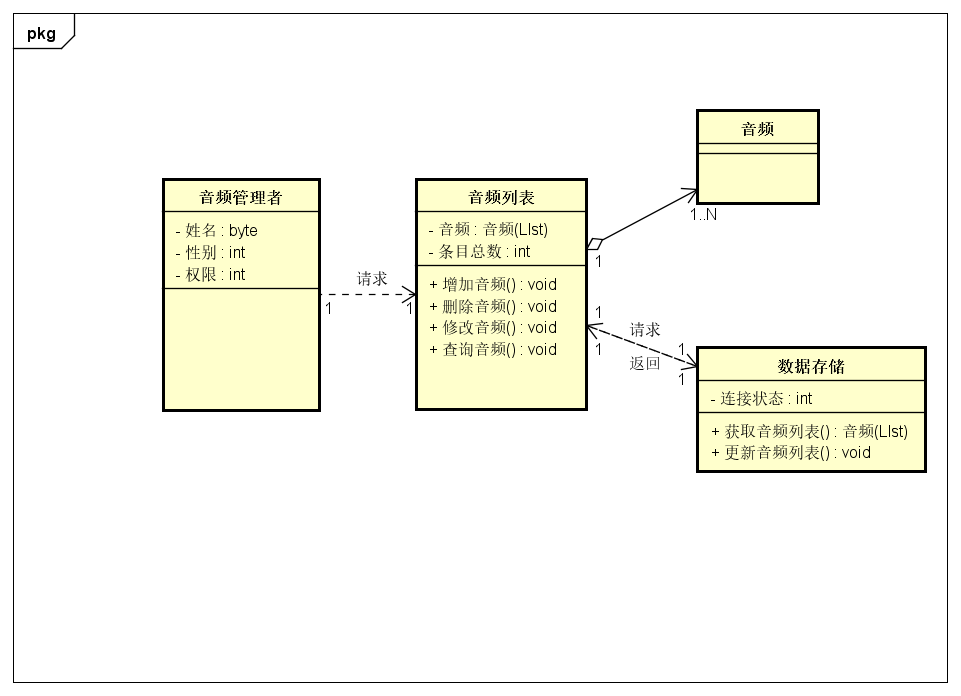 pkg
音频
1..N
音频管理者
- 姓名 : byte
- 性别 : int
- 权限 : int
请求
1
1
音频列表
- 音频 : 音频(LIst)
- 条目总数 : int
+ 增加音频() : void
+ 删除音频() : void
+ 修改音频() : void
+ 查询音频() : void
1
1
请求
1
1
返回
1
数据存储
- 连接状态 : int
+ 获取音频列表() : 音频(LIst)
+ 更新音频列表() : void